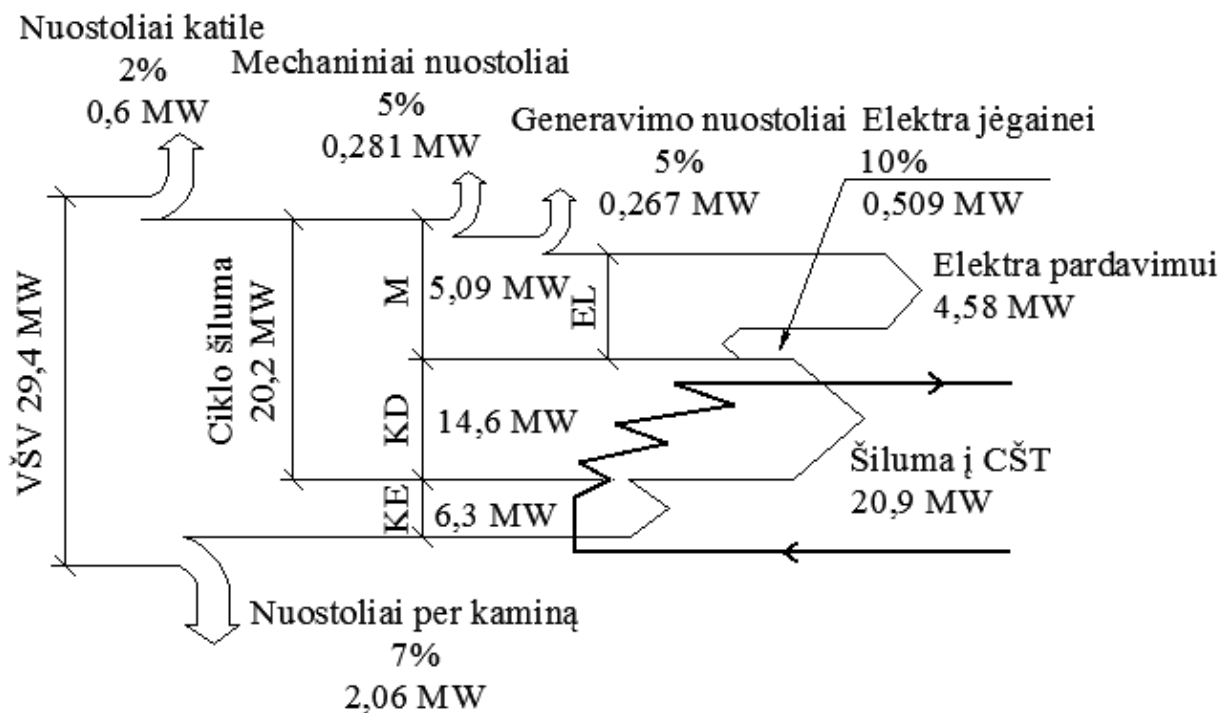 Nuostoliai katile
2%
0,6 MW
Mechaniniai nuostoliai
5%
0,281 MW
Generavimo nuostoliai
5%
0,267 MW
Elektra jėgainei
10%
0,509 MW
Elektra pardavimui
4,58 MW
VŠV 29,4 MW
Ciklo šiluma
20,2 MW
M
5,09 MW
EL
KD
14,6 MW
KE
6,3 MW
Šiluma į CŠT
20,9 MW
Nuostoliai per kaminą
7%
2,06 MW